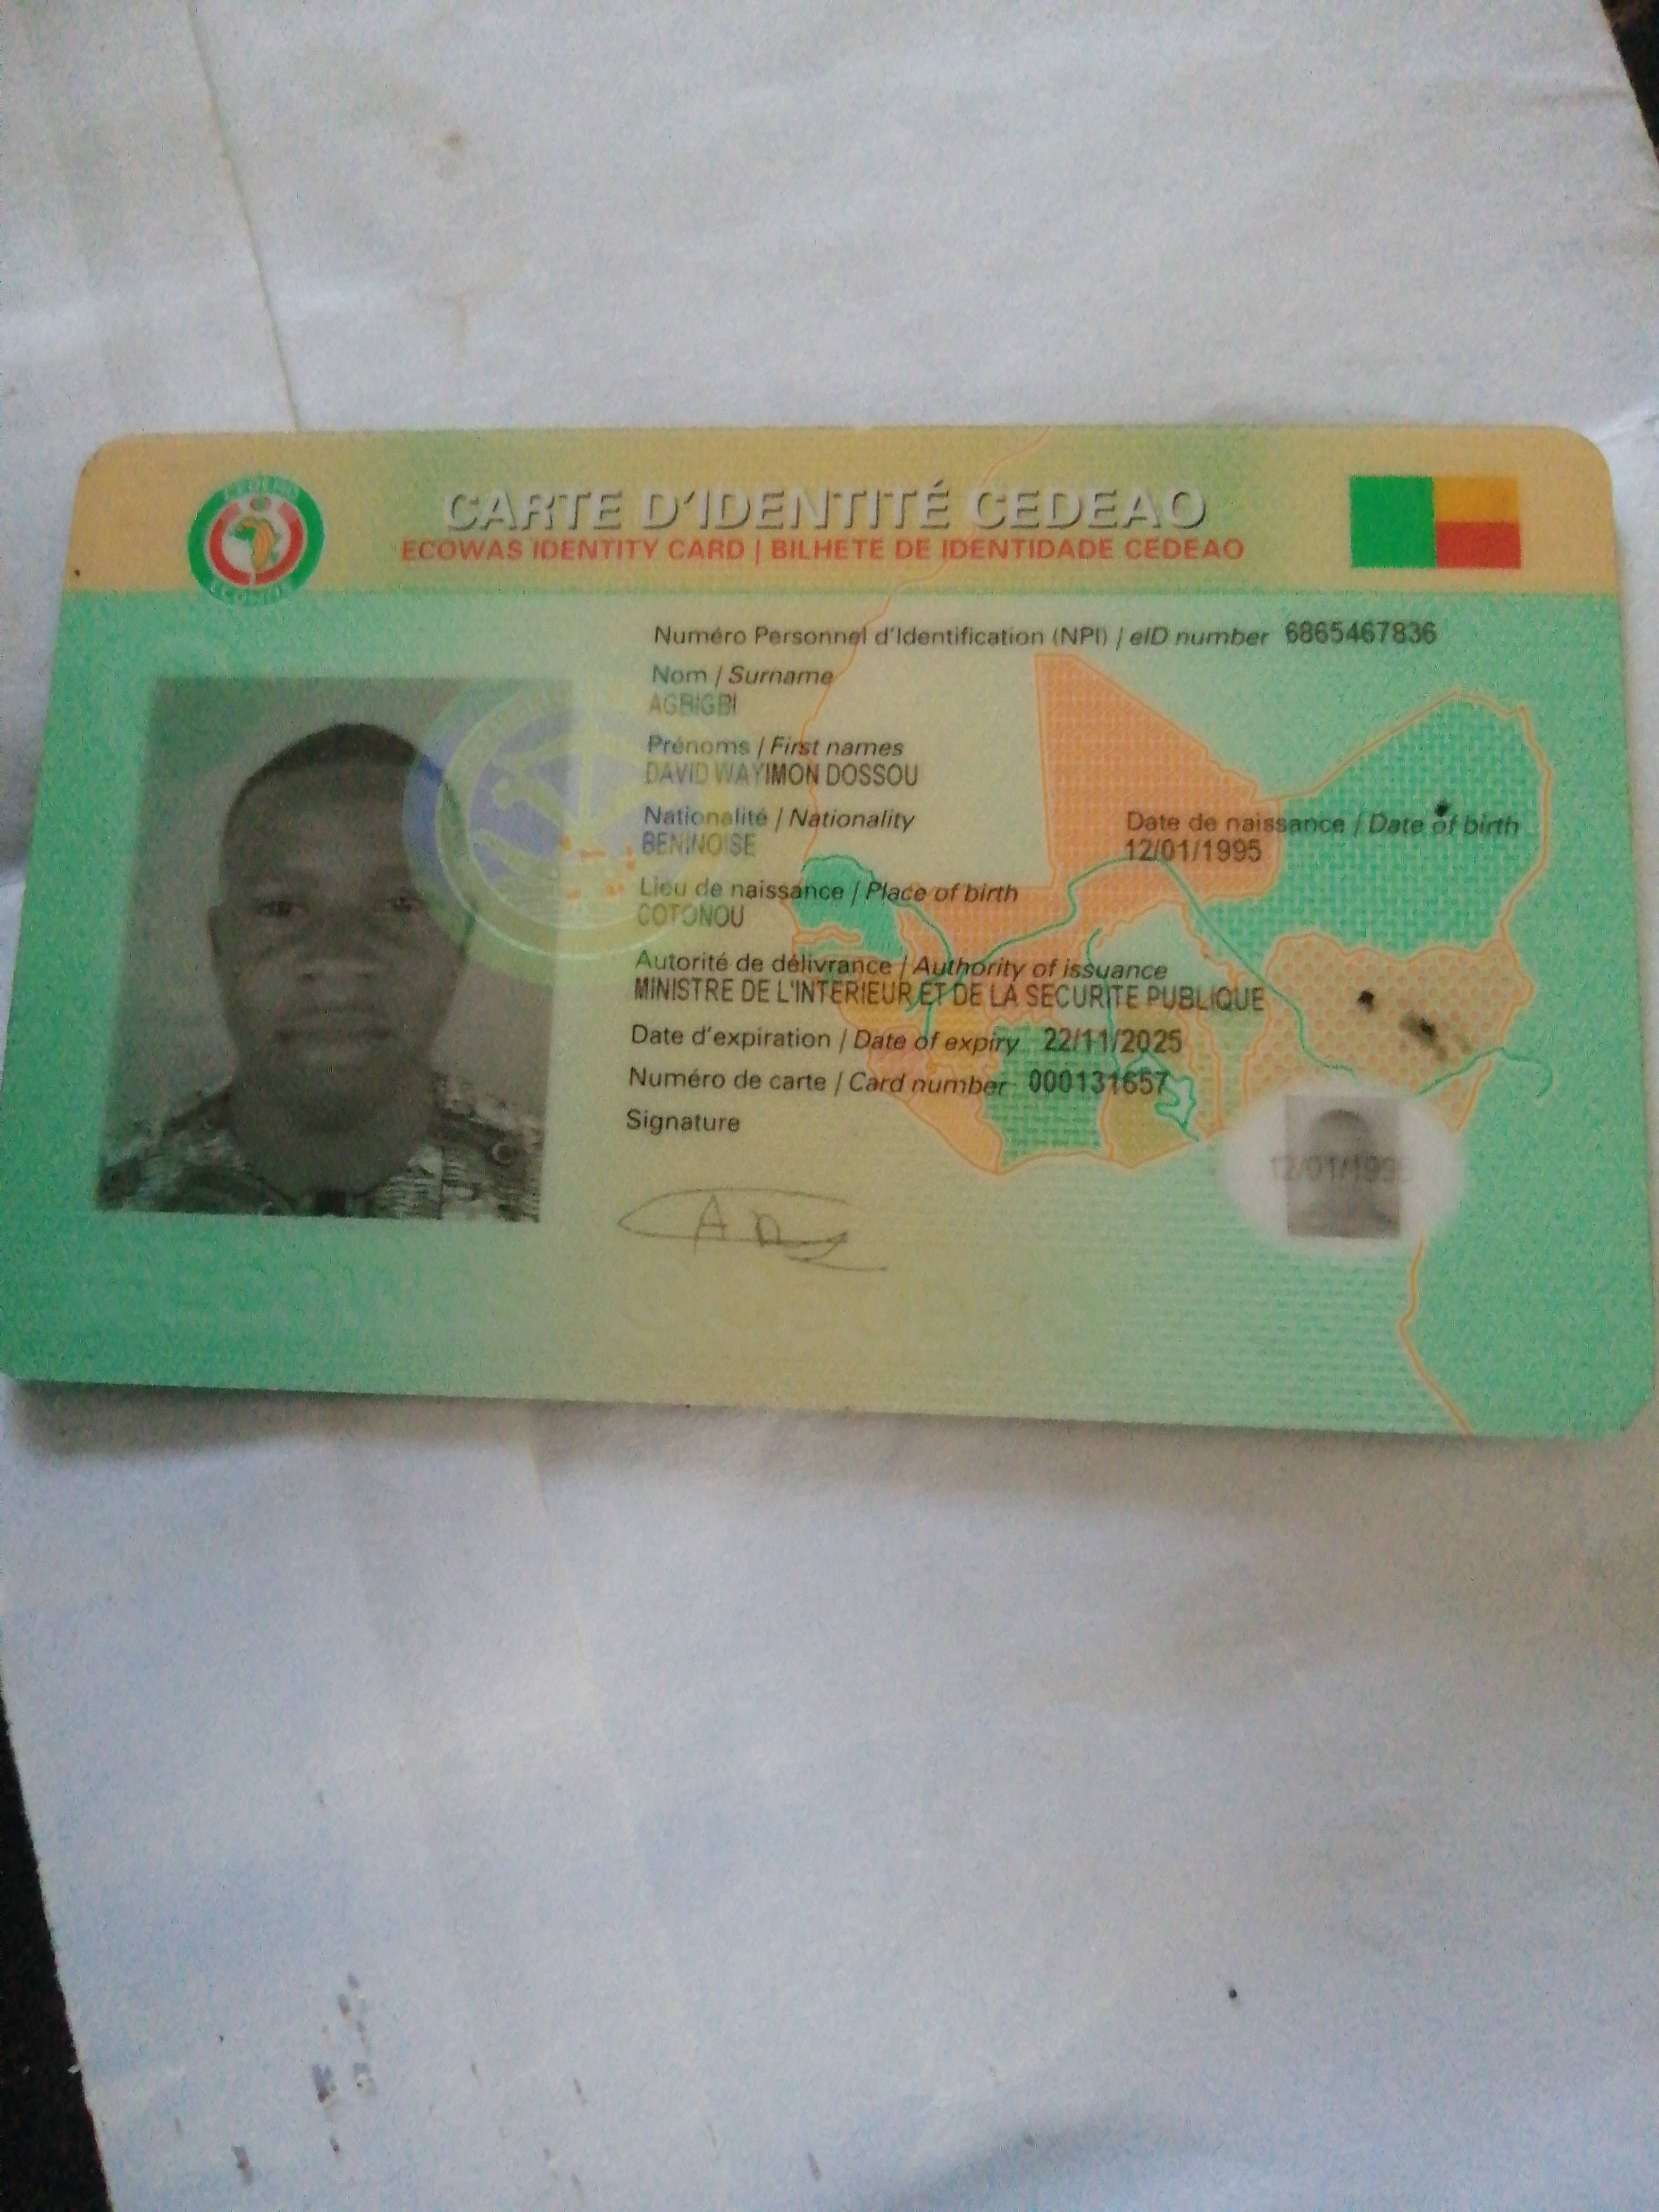 CEDEAO
ECOWAS
CARTE D'IDENTITÉ CEDEAO
ECOWAS IDENTITY CARD | BILHETE DE IDENTIDADE CEDEAO
Numéro Personnel d'Identification (NPI) / eID number 6865467836
Nom / Surname
AGBIGBI
Prénoms / First names
DAVID WAYIMON DOSSOU
Nationalité / Nationality
BENINOISE
Date de naissance / Date of birth
12/01/1995
Lieu de naissance / Place of birth
COTONOU
Autorité de délivrance / Authority of issuance
MINISTRE DE L'INTERIEUR ET DE LA SECURITE PUBLIQUE
Date d'expiration / Date of expiry 22/11/2025
Numéro de carte / Card number 000131657
Signature
12/01/1995